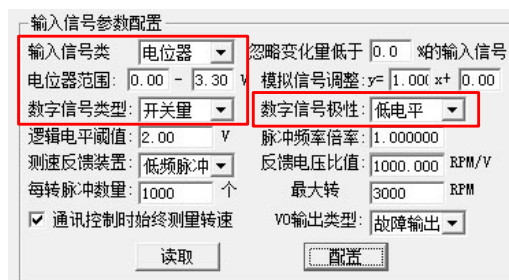 输入信号参数配置
输入信号类 电位器 忽略变化量低于 0.0 %的输入信号
电位器范围: 0.00 - 3.30 V 模拟信号调整:y= 1.00( x+ 0.00
数字信号类型: 开关量 数字信号极性: 低电平
逻辑电平阈值: 2.00 V 脉冲频率倍率: 1.000000
测速反馈装置: 低频脉冲 反馈电压比值: 1000.000 RPM/V
每转脉冲数量: 1000 个 最大转 3000 RPM
通讯控制时始终测量转速 VO输出类型: 故障输出
读取 配置